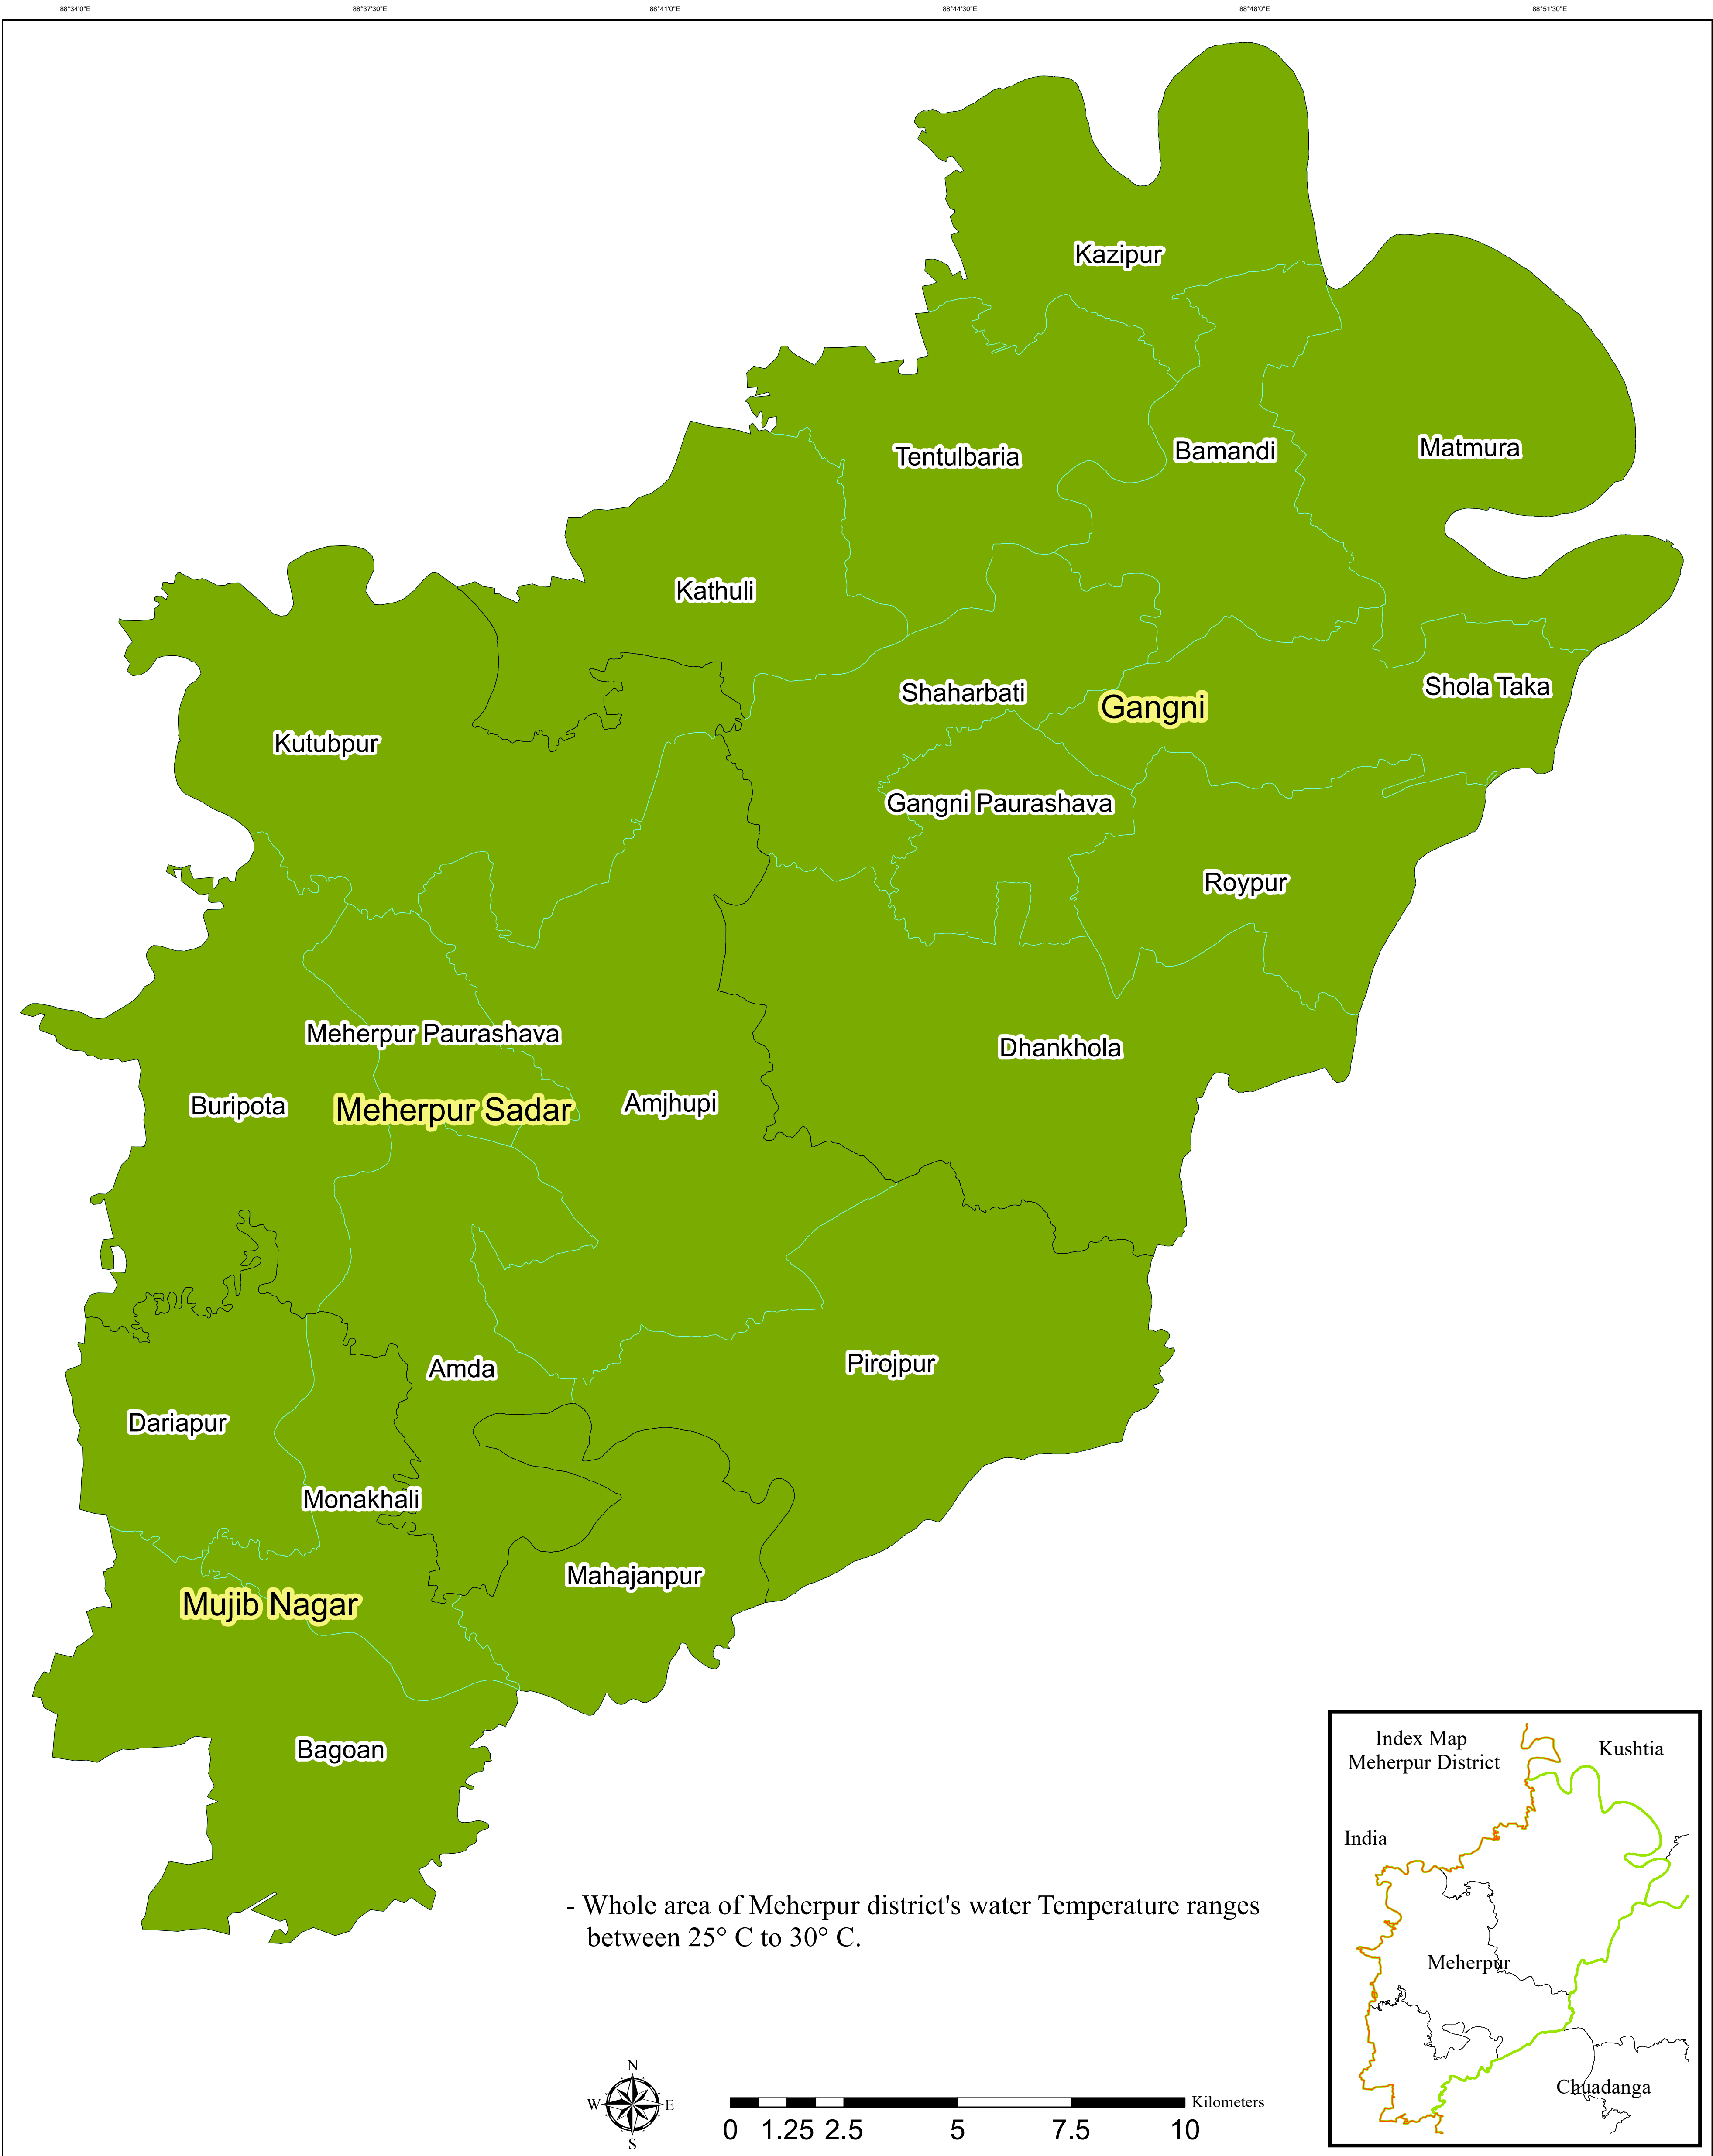 88°34'0"E
88°37'30"E
88°41'0"E
88°44'30"E
88°48'0"E
88°51'30"E
Kazipur
Tentulbaria
Bamandi
Matmura
Kathuli
Shaharbati
Gangni
Shola Taka
Kutubpur
Gangni Paurashava
Roypur
Meherpur Paurashava
Dhankhola
Buripota
Meherpur Sadar
Amjhupi
Amda
Pirojpur
Dariapur
Monakhali
Mahajanpur
Mujib Nagar
Bagoan
- Whole area of Meherpur district's water Temperature ranges
between 25° C to 30° C.
N
W
E
S
Kilometers
0 1.25 2.5 5 7.5 10
Index Map
Meherpur District
Kushtia
India
Meherpur
Chuadanga